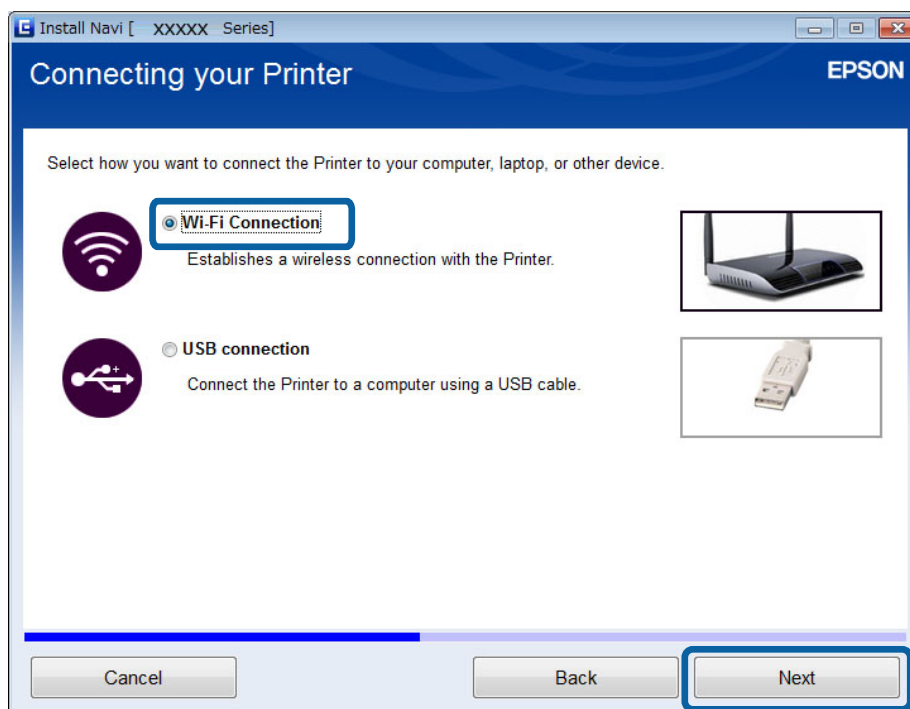 Install Navi [ XXXXX Series]
Connecting your Printer
EPSON
Select how you want to connect the Printer to your computer, laptop, or other device.
Wi-Fi Connection
Establishes a wireless connection with the Printer.
USB connection
Connect the Printer to a computer using a USB cable.
Cancel
Back
Next